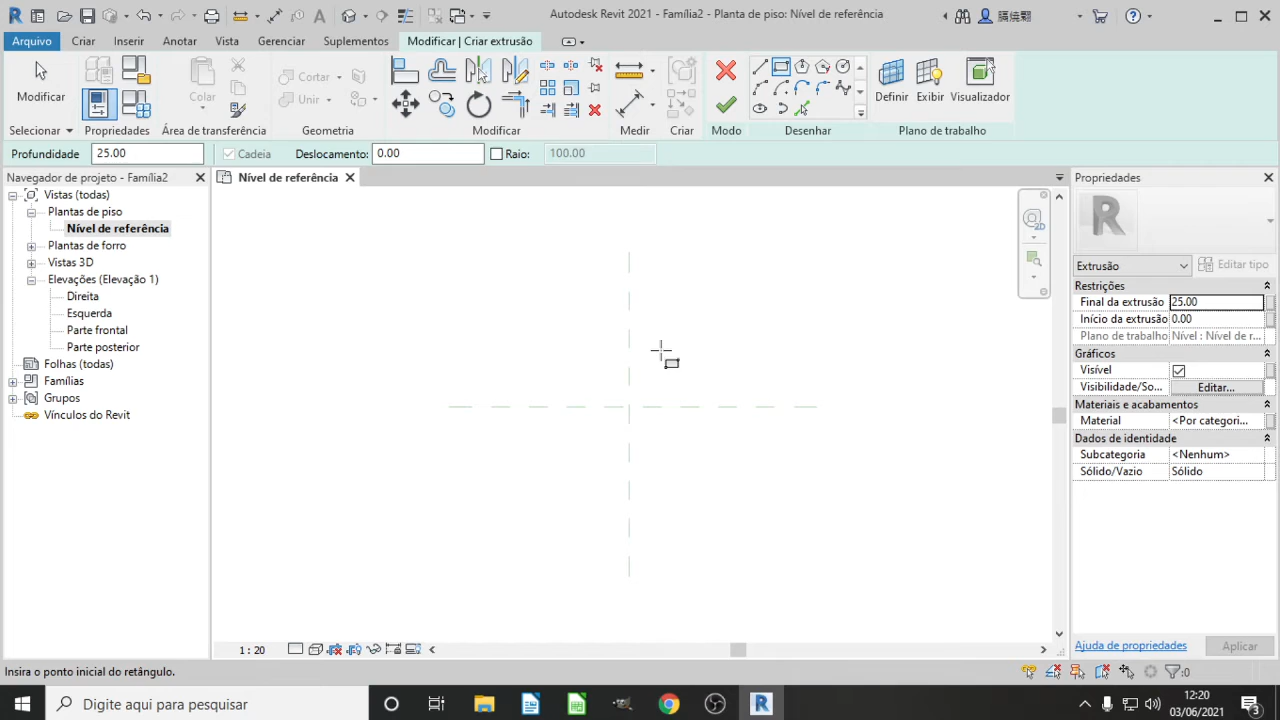 Autodesk Revit 2021 - Família2 - Planta de piso: Nível de referência
Arquivo Criar Inserir Anotar Vista Gerenciar Suplementos Modificar | Criar extrusão
Modificar
Colar
Cortar
Unir
Definir Exibir Visualizador
Selecionar Propriedades Área de transferência Geometria Modificar Medir Criar Modo Desenhar Plano de trabalho
Profundidade 25.00 Cadeia Deslocamento: 0.00 Raio: 100.00
Navegador de projeto - Família2
Vistas (todas)
Plantas de piso
Nível de referência
Plantas de forro
Vistas 3D
Elevações (Elevação 1)
Direita
Esquerda
Parte frontal
Parte posterior
Folhas (todas)
Famílias
Grupos
Vínculos do Revit
Nível de referência
2D
Propriedades
R
Extrusão Editar tipo
Restrições
Final da extrusão 25.00
Início da extrusão 0.00
Plano de trabalho Nível : Nível de r...
Gráficos
Visível
Visibilidade/So... Editar...
Materiais e acabamentos
Material <Por categori...
Dados de identidade
Subcategoria <Nenhum>
Sólido/Vazio Sólido
Ajuda de propriedades Aplicar
1 : 20
Insira o ponto inicial do retângulo.
:0
Digite aqui para pesquisar
12:20
03/06/2021
3